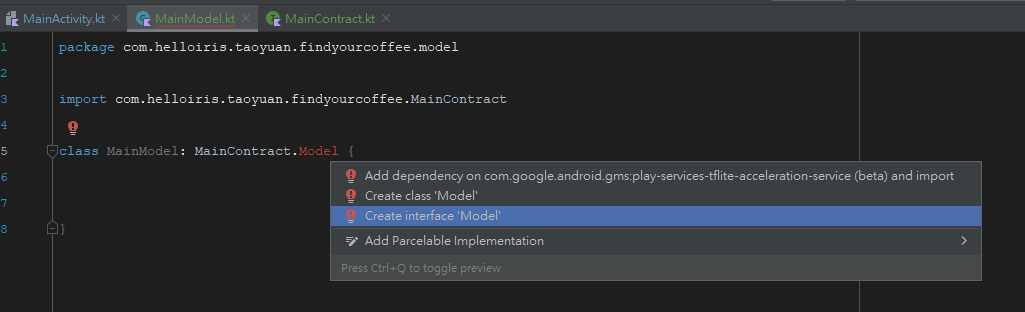 MainActivity.kt MainModel.kt MainContract.kt
1 package com.helloiris.taoyuan.findyourcoffee.model
2
3 import com.helloiris.taoyuan.findyourcoffee.MainContract
4
5 class MainModel: MainContract.Model {
Add dependency on com.google.android.gms:play-services-tflite-acceleration-service (beta) and import
6
Create class 'Model'
7
Create interface 'Model'
8 }
Add Parcelable Implementation
Press Ctrl+Q to toggle preview